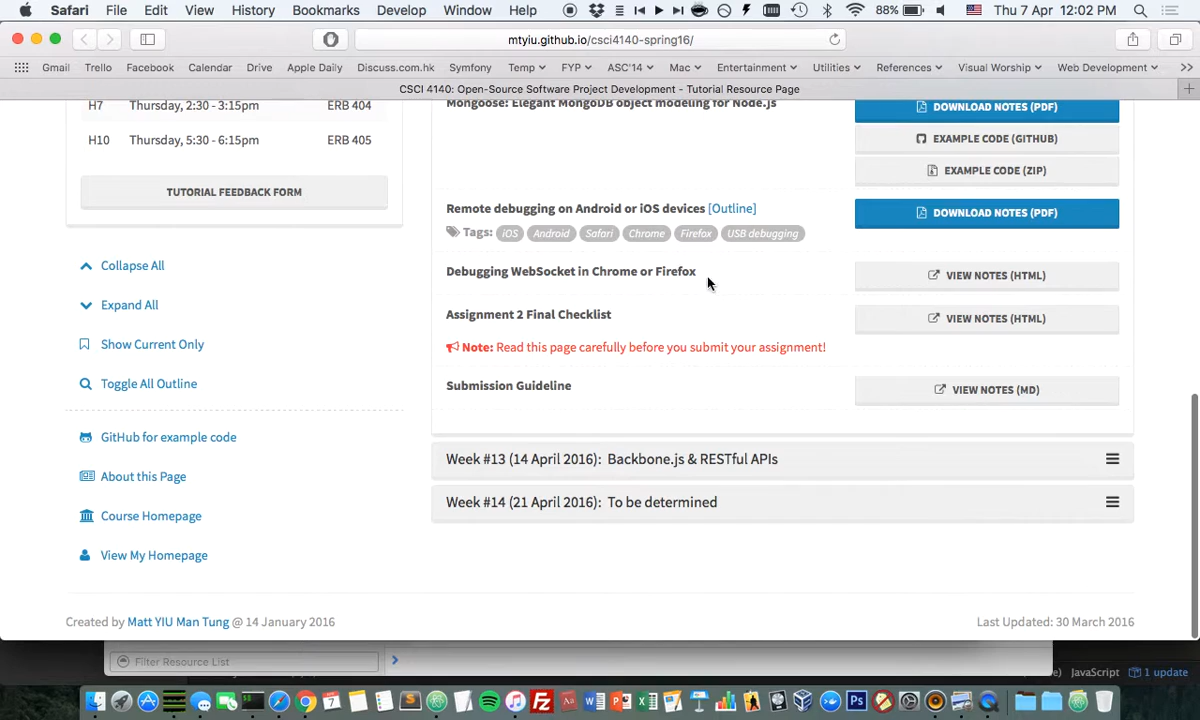 Safari File Edit View History Bookmarks Develop Window Help 88% Thu 7 Apr 12:02 PM
mtyiu.github.io/csci4140-spring16/
Gmail Trello Facebook Calendar Drive Apple Daily Discuss.com.hk Symfony Temp FYP ASC'14 Mac Entertainment Utilities References Visual Worship Web Development
CSCI 4140: Open-Source Software Project Development - Tutorial Resource Page
H7 Thursday, 2:30 - 3:15pm ERB 404
H10 Thursday, 5:30 - 6:15pm ERB 405
TUTORIAL FEEDBACK FORM
Collapse All
Expand All
Show Current Only
Toggle All Outline
GitHub for example code
About this Page
Course Homepage
View My Homepage
Mongoose: Elegant MongoDB object modeling for Node.js
DOWNLOAD NOTES (PDF)
EXAMPLE CODE (GITHUB)
EXAMPLE CODE (ZIP)
Remote debugging on Android or iOS devices [Outline]
DOWNLOAD NOTES (PDF)
Tags: iOS Android Safari Chrome Firefox USB debugging
Debugging WebSocket in Chrome or Firefox
VIEW NOTES (HTML)
Assignment 2 Final Checklist
VIEW NOTES (HTML)
Note: Read this page carefully before you submit your assignment!
Submission Guideline
VIEW NOTES (MD)
Week #13 (14 April 2016): Backbone.js & RESTful APIs
Week #14 (21 April 2016): To be determined
Created by Matt YIU Man Tung @ 14 January 2016
Last Updated: 30 March 2016
Filter Resource List
JavaScript 1 update